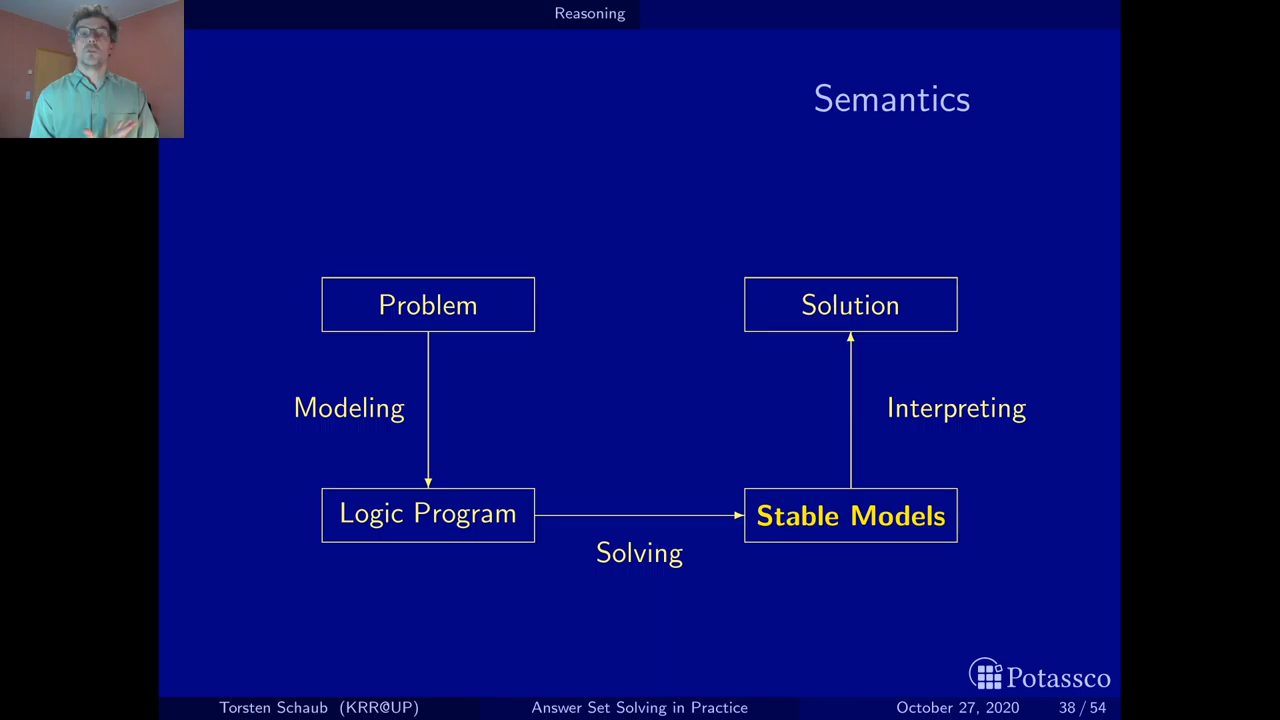 Reasoning
Semantics
Problem
Solution
Modeling
Interpreting
Logic Program
Stable Models
Solving
Potassco
Torsten Schaub (KRR@UP)
Answer Set Solving in Practice
October 27, 2020
38 / 54